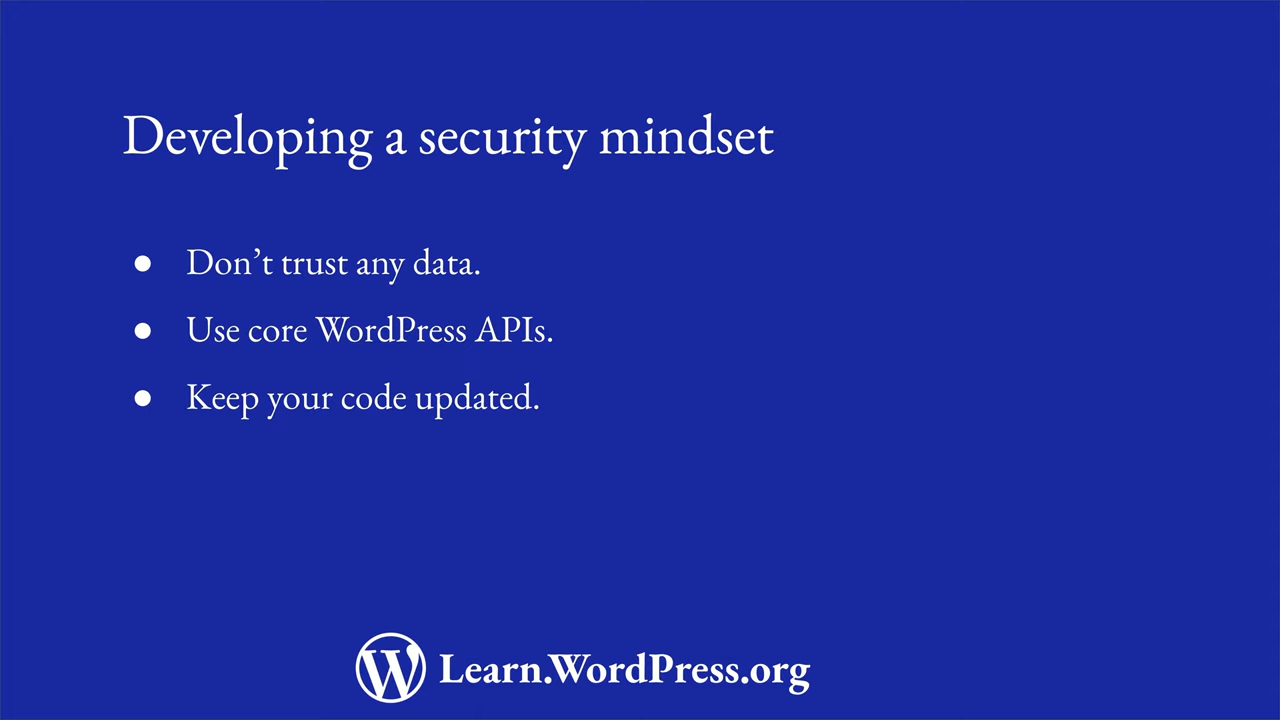 Developing a security mindset
● Don’t trust any data.
● Use core WordPress APIs.
● Keep your code updated.
Learn.WordPress.org